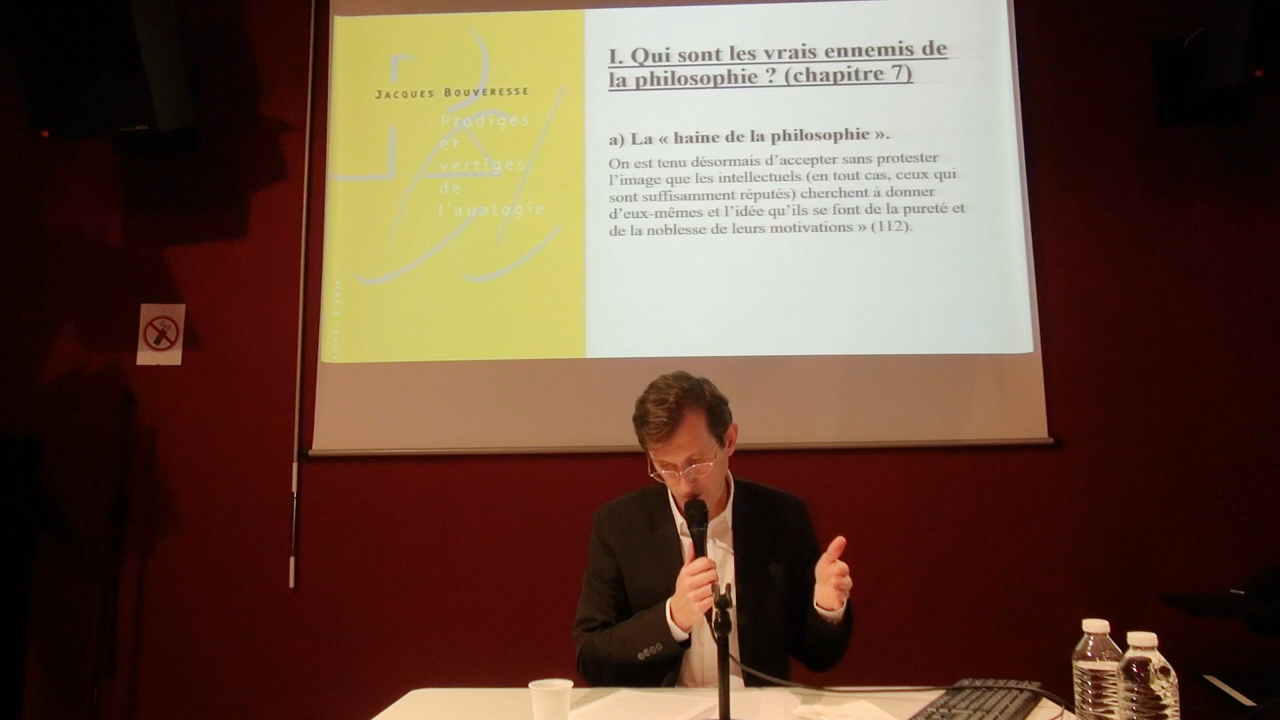 JACQUES BOUVERESSE
Prodiges
et
vertiges
de
l'analogie
I. Qui sont les vrais ennemis de
la philosophie ? (chapitre 7)
a) La « haine de la philosophie ».
On est tenu désormais d'accepter sans protester
l'image que les intellectuels (en tout cas, ceux qui
sont suffisamment réputés) cherchent à donner
d'eux-mêmes et l'idée qu'ils se font de la pureté et
de la noblesse de leurs motivations » (112).